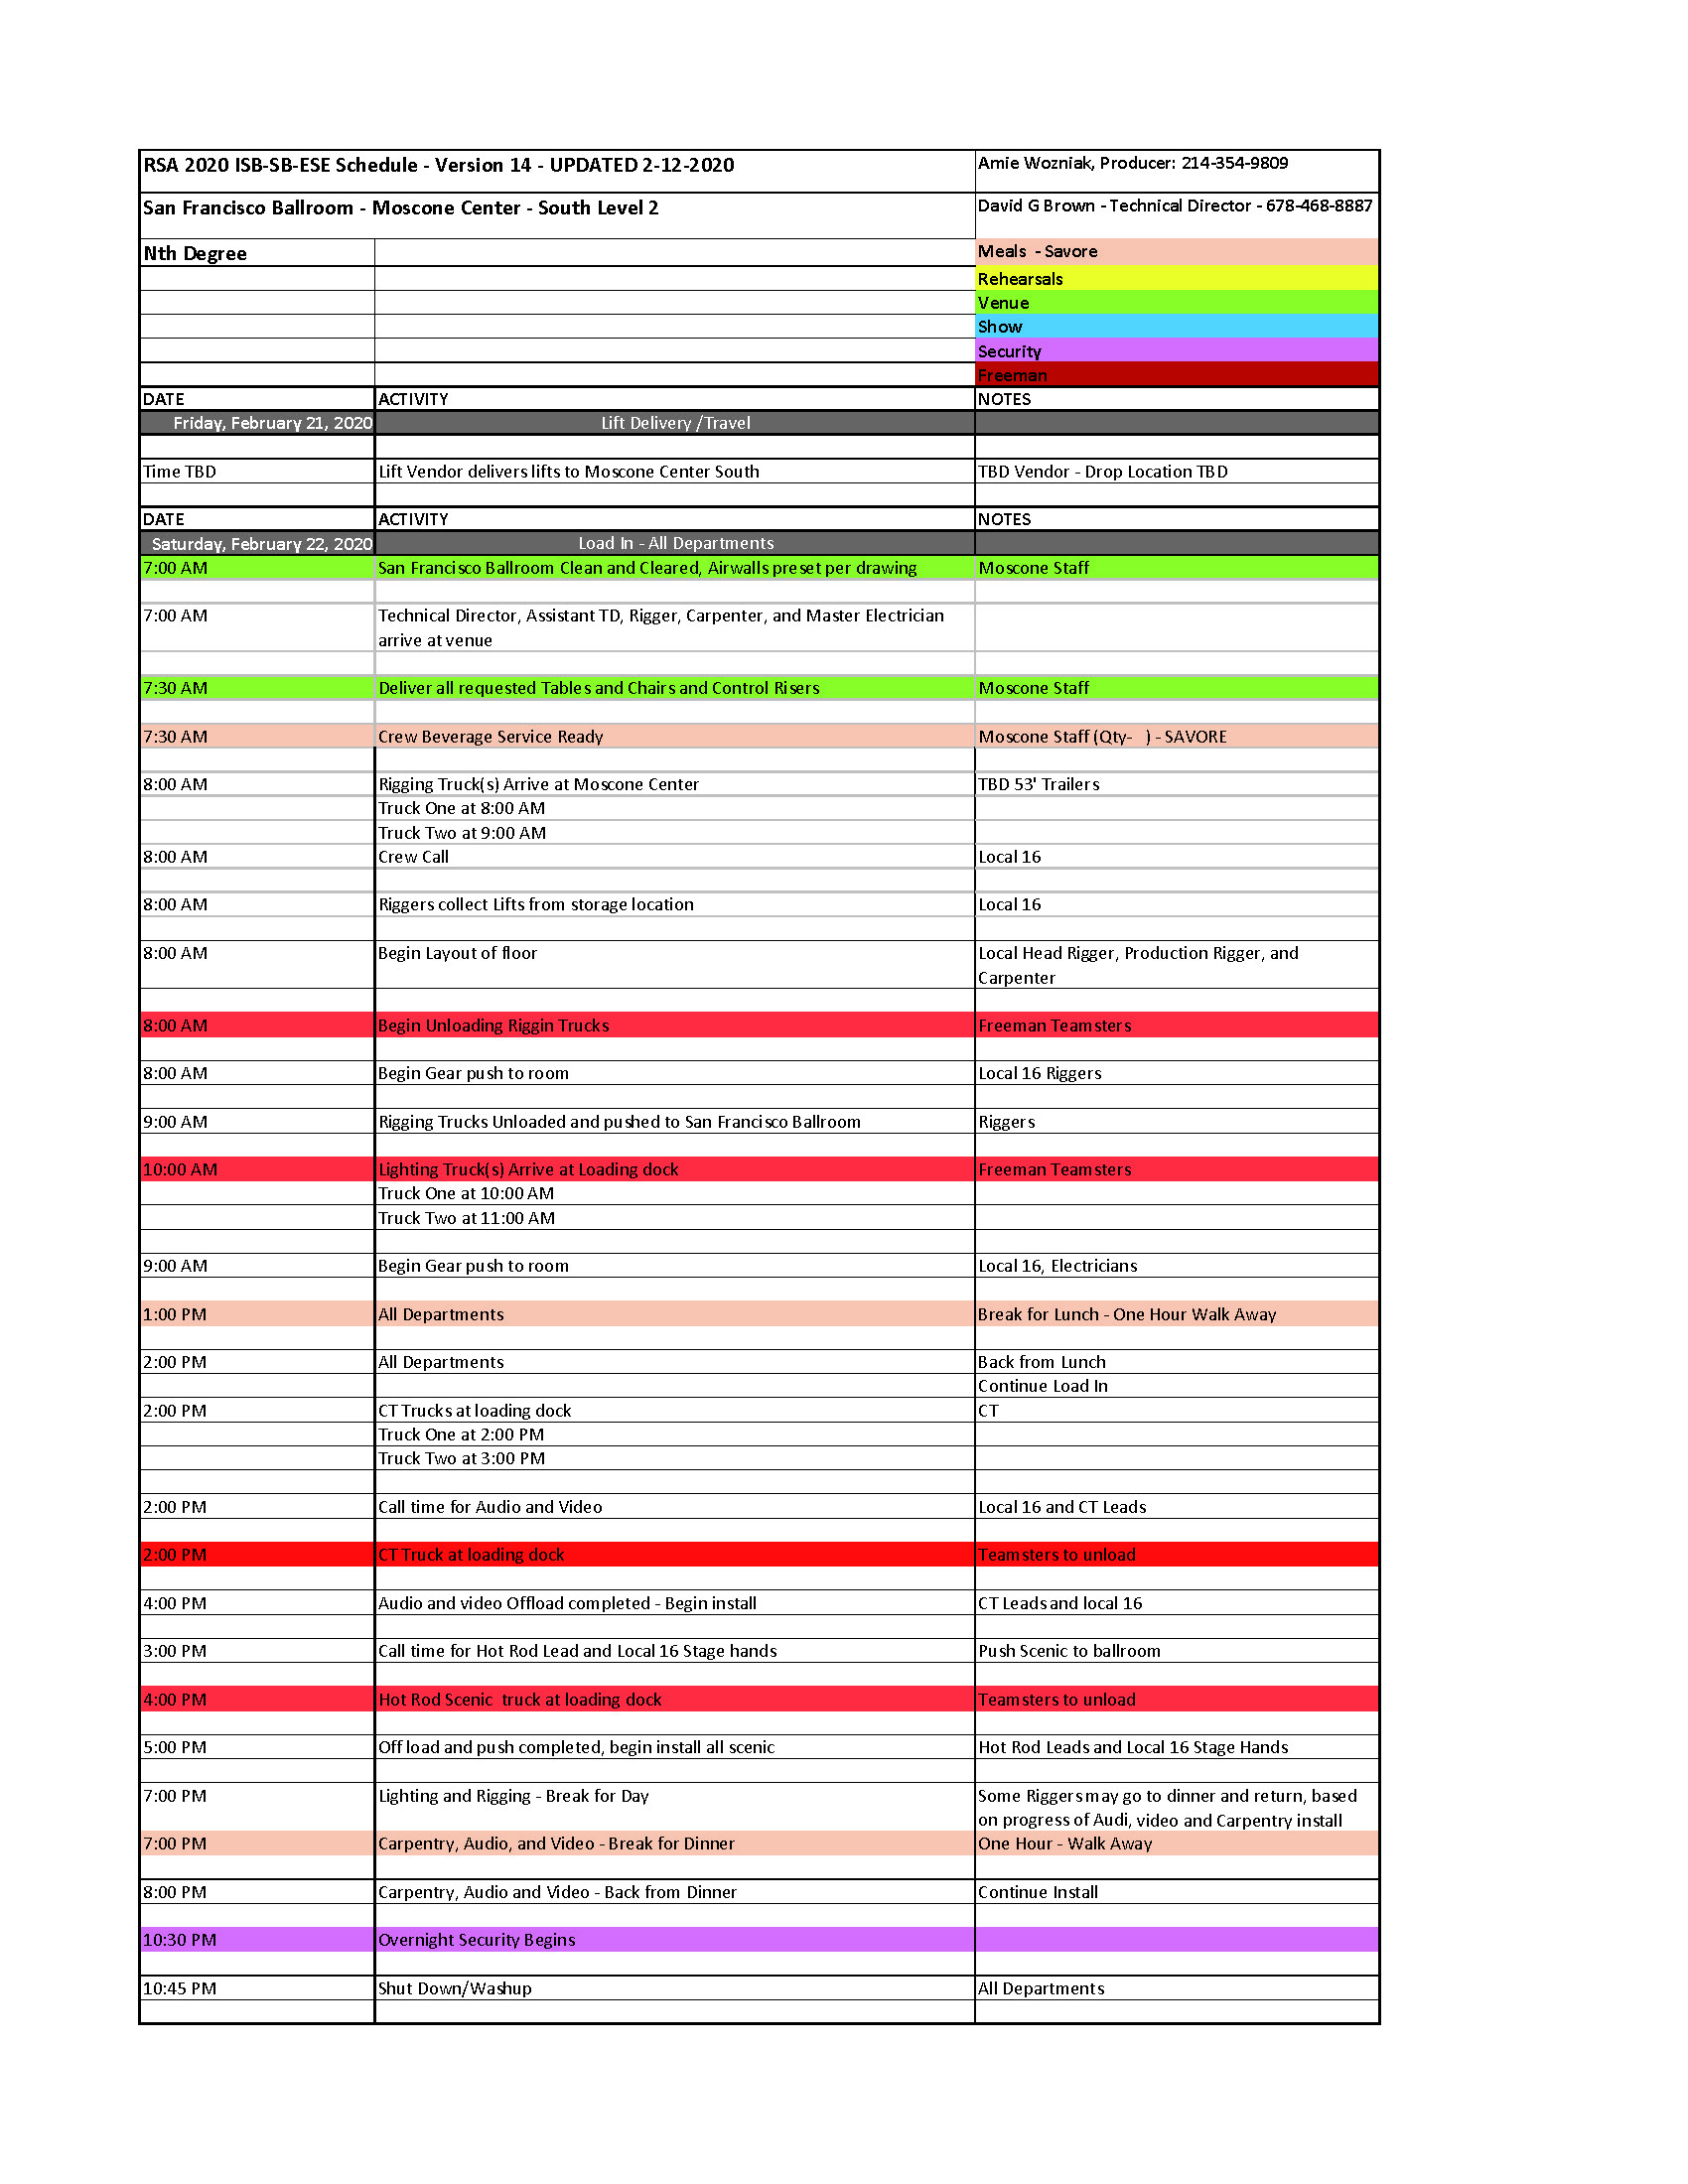 RSA 2020 ISB-SB-ESE Schedule - Version 14 - UPDATED 2-12-2020 Amie Wozniak, Producer: 214-354-9809
San Francisco Ballroom - Moscone Center - South Level 2 David G Brown - Technical Director - 678-468-8887
Nth Degree Meals - Savore
Rehearsals
Venue
Show
Security
Freeman
DATE ACTIVITY NOTES
Friday, February 21, 2020 Lift Delivery /Travel
Time TBD Lift Vendor delivers lifts to Moscone Center South TBD Vendor - Drop Location TBD
DATE ACTIVITY NOTES
Saturday, February 22, 2020 Load In - All Departments
7:00 AM San Francisco Ballroom Clean and Cleared, Airwalls preset per drawing Moscone Staff
7:00 AM Technical Director, Assistant TD, Rigger, Carpenter, and Master Electrician
arrive at venue
7:30 AM Deliver all requested Tables and Chairs and Control Risers Moscone Staff
7:30 AM Crew Beverage Service Ready Moscone Staff (Qty- ) - SAVORE
8:00 AM Rigging Truck(s) Arrive at Moscone Center TBD 53' Trailers
Truck One at 8:00 AM
Truck Two at 9:00 AM
8:00 AM Crew Call Local 16
8:00 AM Riggers collect Lifts from storage location Local 16
8:00 AM Begin Layout of floor Local Head Rigger, Production Rigger, and
Carpenter
8:00 AM Begin Unloading Riggin Trucks Freeman Teamsters
8:00 AM Begin Gear push to room Local 16 Riggers
9:00 AM Rigging Trucks Unloaded and pushed to San Francisco Ballroom Riggers
10:00 AM Lighting Truck(s) Arrive at Loading dock Freeman Teamsters
Truck One at 10:00 AM
Truck Two at 11:00 AM
9:00 AM Begin Gear push to room Local 16, Electricians
1:00 PM All Departments Break for Lunch - One Hour Walk Away
2:00 PM All Departments Back from Lunch
Continue Load In
2:00 PM CT Trucks at loading dock CT
Truck One at 2:00 PM
Truck Two at 3:00 PM
2:00 PM Call time for Audio and Video Local 16 and CT Leads
2:00 PM CT Truck at loading dock Teamsters to unload
4:00 PM Audio and video Offload completed - Begin install CT Leads and local 16
3:00 PM Call time for Hot Rod Lead and Local 16 Stage hands Push Scenic to ballroom
4:00 PM Hot Rod Scenic truck at loading dock Teamsters to unload
5:00 PM Off load and push completed, begin install all scenic Hot Rod Leads and Local 16 Stage Hands
7:00 PM Lighting and Rigging - Break for Day Some Riggers may go to dinner and return, based
on progress of Audi, video and Carpentry install
7:00 PM Carpentry, Audio, and Video - Break for Dinner One Hour - Walk Away
8:00 PM Carpentry, Audio and Video - Back from Dinner Continue Install
10:30 PM Overnight Security Begins
10:45 PM Shut Down/Washup All Departments